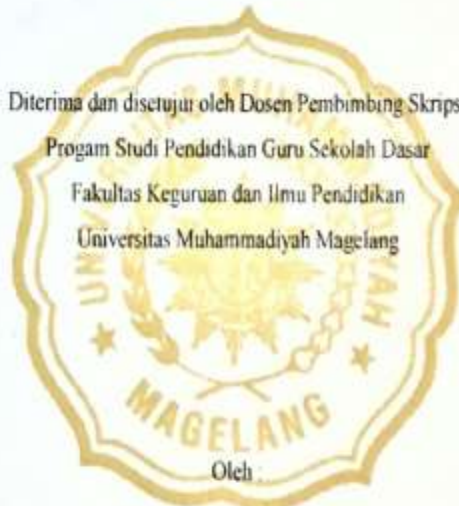 Diterima dan disetujui oleh Dosen Pembimbing Skrips
Progam Studi Pendidikan Guru Sekolah Dasar
Fakultas Keguruan dan Ilmu Pendidikan
Universitas Muhammadiyah Magelang
MAGELANG
Oleh :